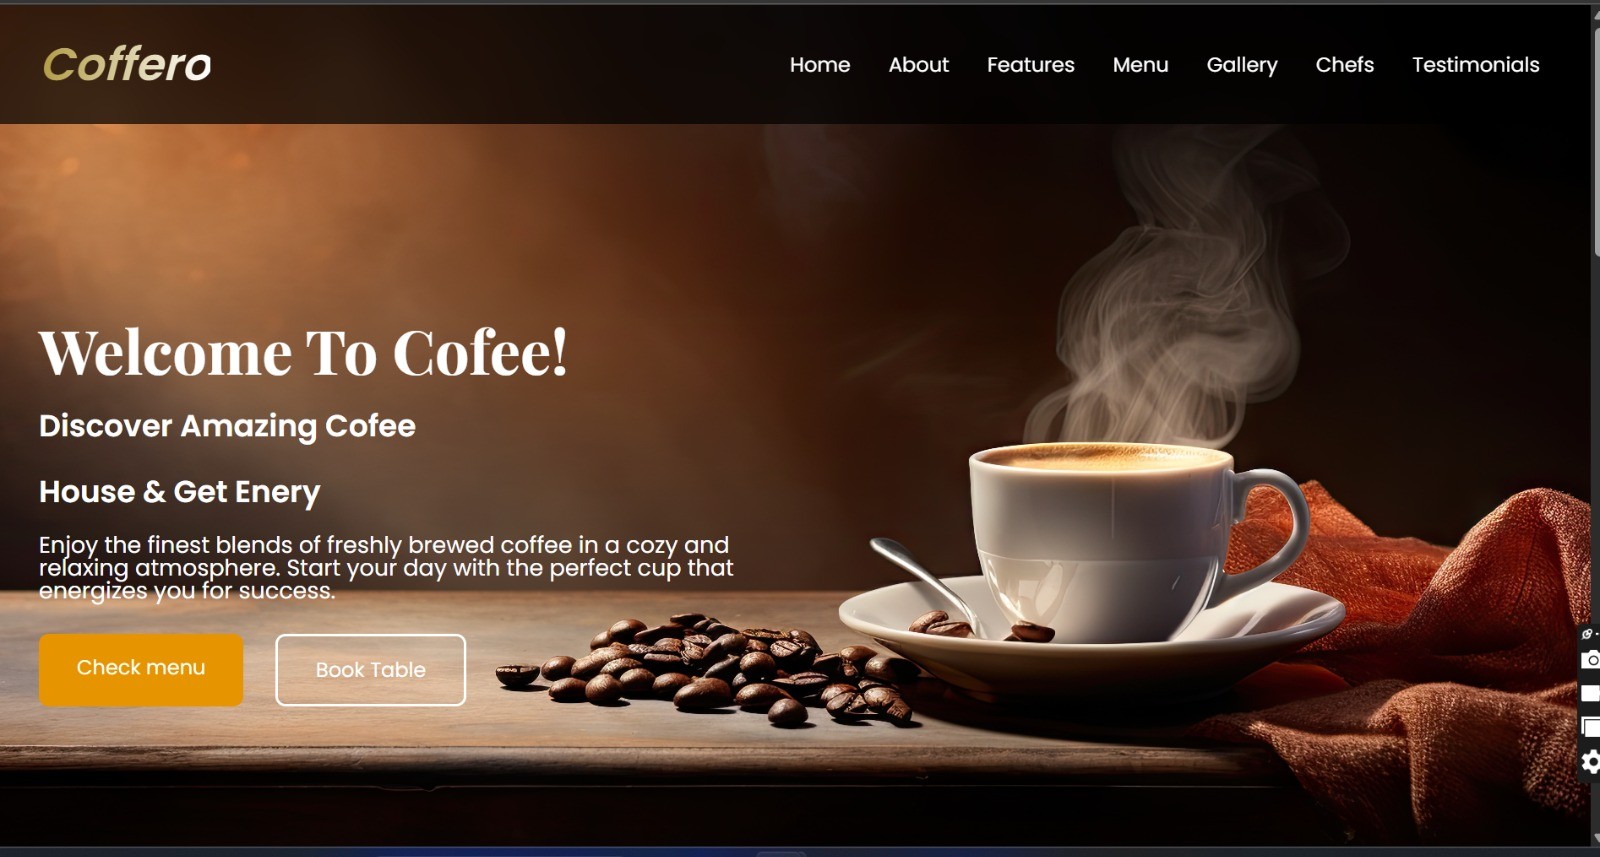 Coffero
Home About Features Menu Gallery Chefs Testimonials
Welcome To Cofee!
Discover Amazing Cofee
House & Get Enery
Enjoy the finest blends of freshly brewed coffee in a cozy and
relaxing atmosphere. Start your day with the perfect cup that
energizes you for success.
Check menu
Book Table